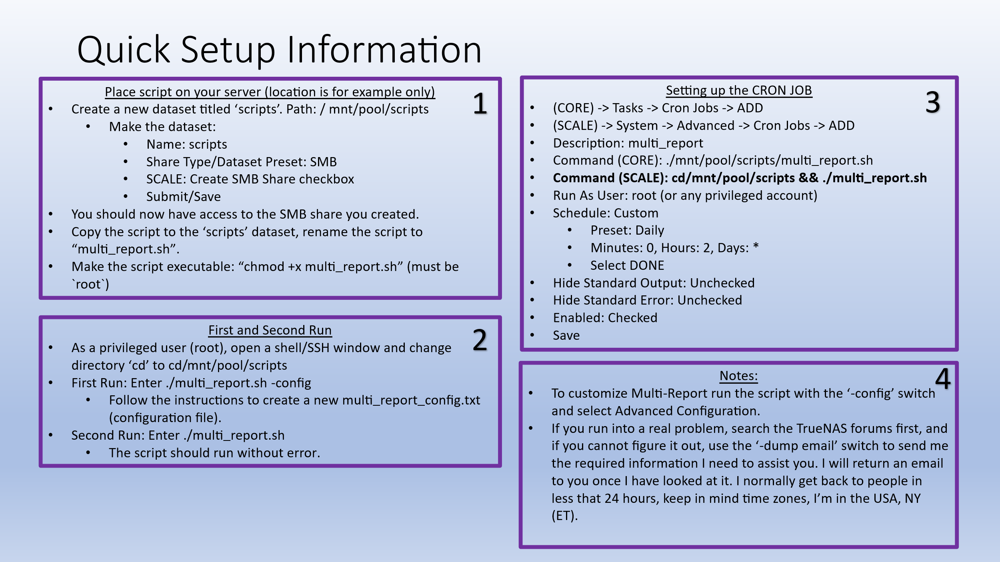 Quick Setup Information
Place script on your server (location is for example only)
1
• Create a new dataset titled ‘scripts’. Path: / mnt/pool/scripts
• Make the dataset:
• Name: scripts
• Share Type/Dataset Preset: SMB
• SCALE: Create SMB Share checkbox
• Submit/Save
• You should now have access to the SMB share you created.
• Copy the script to the ‘scripts’ dataset, rename the script to
“multi_report.sh”.
• Make the script executable: “chmod +x multi_report.sh” (must be
`root`)
First and Second Run
2
• As a privileged user (root), open a shell/SSH window and change
directory ‘cd’ to cd/mnt/pool/scripts
• First Run: Enter ./multi_report.sh -config
• Follow the instructions to create a new multi_report_config.txt
(configuration file).
• Second Run: Enter ./multi_report.sh
• The script should run without error.
Setting up the CRON JOB
3
• (CORE) -> Tasks -> Cron Jobs -> ADD
• (SCALE) -> System -> Advanced -> Cron Jobs -> ADD
• Description: multi_report
• Command (CORE): ./mnt/pool/scripts/multi_report.sh
• Command (SCALE): cd/mnt/pool/scripts && ./multi_report.sh
• Run As User: root (or any privileged account)
• Schedule: Custom
• Preset: Daily
• Minutes: 0, Hours: 2, Days: *
• Select DONE
• Hide Standard Output: Unchecked
• Hide Standard Error: Unchecked
• Enabled: Checked
• Save
Notes:
4
• To customize Multi-Report run the script with the ‘-config’ switch
and select Advanced Configuration.
• If you run into a real problem, search the TrueNAS forums first, and
if you cannot figure it out, use the ‘-dump email’ switch to send me
the required information I need to assist you. I will return an email
to you once I have looked at it. I normally get back to people in
less that 24 hours, keep in mind time zones, I’m in the USA, NY
(ET).